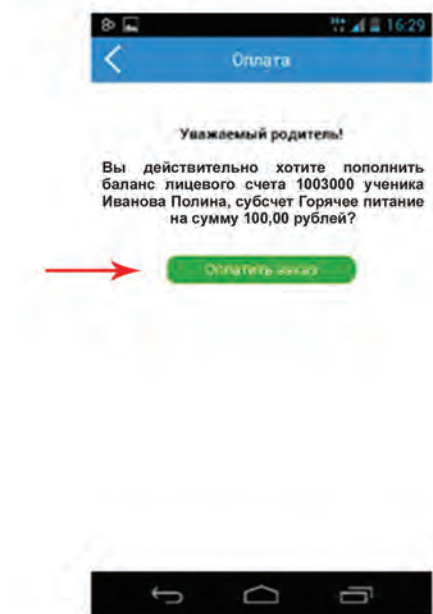 16:29
Оплата
Уважаемый родитель!
Вы действительно хотите пополнить
баланс лицевого счета 1003000 ученика
Иванова Полина, субсчет Горячее питание
на сумму 100,00 рублей?
Оплатить заказ